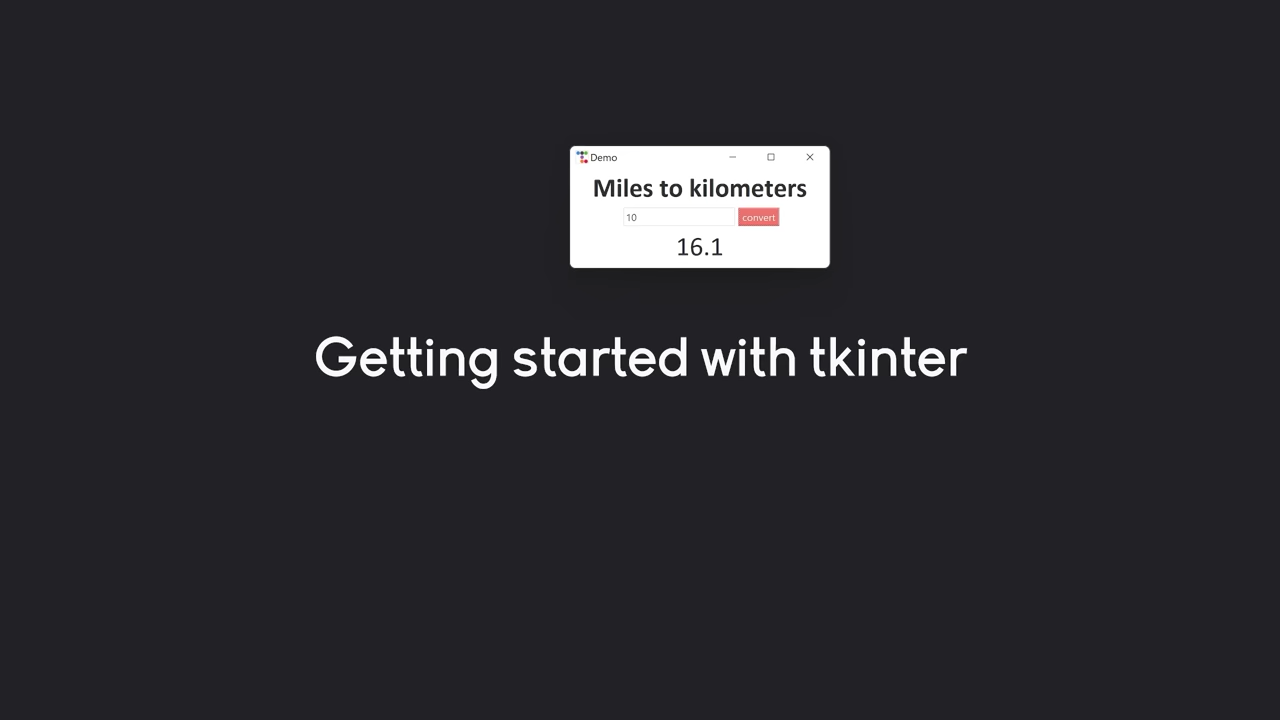 Demo
Miles to kilometers
10 convert
16.1
Getting started with tkinter